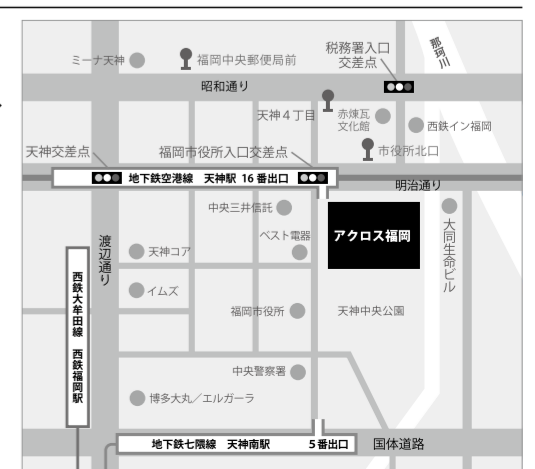 ミーナ天神
福岡中央郵便局前
税務署入口
交差点
那珂川
昭和通り
天神4丁目
赤煉瓦
文化館
西鉄イン福岡
天神交差点
福岡市役所入口交差点
市役所北口
地下鉄空港線 天神駅 16番出口
明治通り
中央三井信託
渡辺通り
ベスト電器
アクロス福岡
大同生命ビル
天神コア
西鉄大牟田線 西鉄福岡駅
イムズ
福岡市役所
天神中央公園
中央警察署
博多大丸／エルガーラ
地下鉄七隈線 天神南駅 5番出口
国体道路